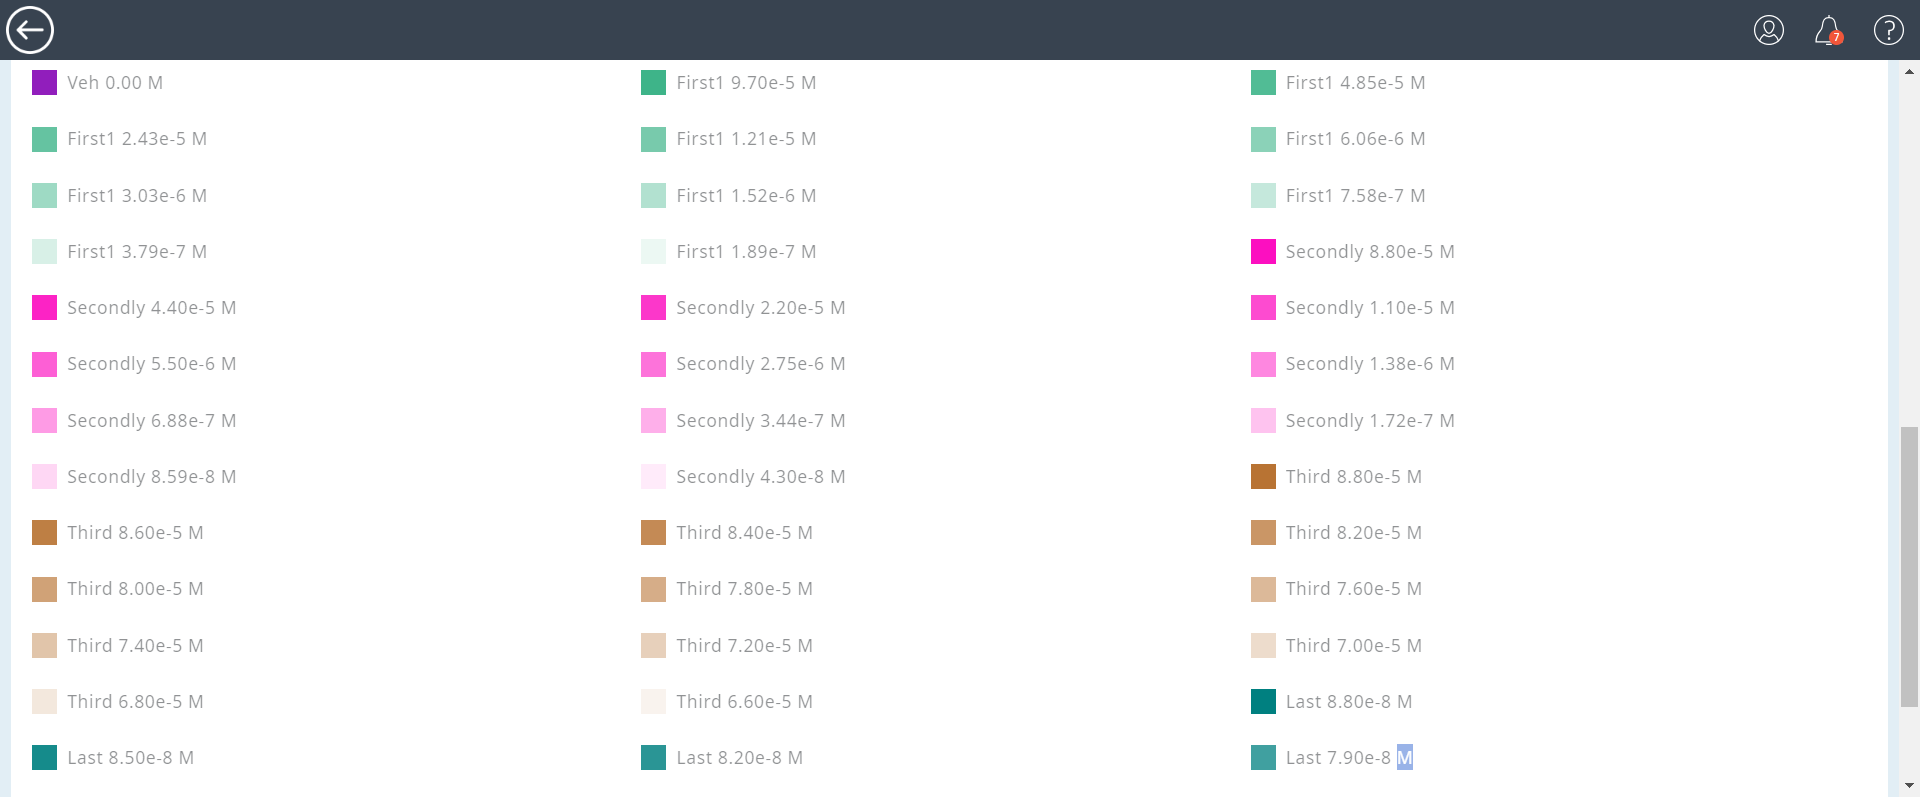 7
Veh 0.00 M
First1 9.70e-5 M
First1 4.85e-5 M
First1 2.43e-5 M
First1 1.21e-5 M
First1 6.06e-6 M
First1 3.03e-6 M
First1 1.52e-6 M
First1 7.58e-7 M
First1 3.79e-7 M
First1 1.89e-7 M
Secondly 8.80e-5 M
Secondly 4.40e-5 M
Secondly 2.20e-5 M
Secondly 1.10e-5 M
Secondly 5.50e-6 M
Secondly 2.75e-6 M
Secondly 1.38e-6 M
Secondly 6.88e-7 M
Secondly 3.44e-7 M
Secondly 1.72e-7 M
Secondly 8.59e-8 M
Secondly 4.30e-8 M
Third 8.80e-5 M
Third 8.60e-5 M
Third 8.40e-5 M
Third 8.20e-5 M
Third 8.00e-5 M
Third 7.80e-5 M
Third 7.60e-5 M
Third 7.40e-5 M
Third 7.20e-5 M
Third 7.00e-5 M
Third 6.80e-5 M
Third 6.60e-5 M
Last 8.80e-8 M
Last 8.50e-8 M
Last 8.20e-8 M
Last 7.90e-8 M